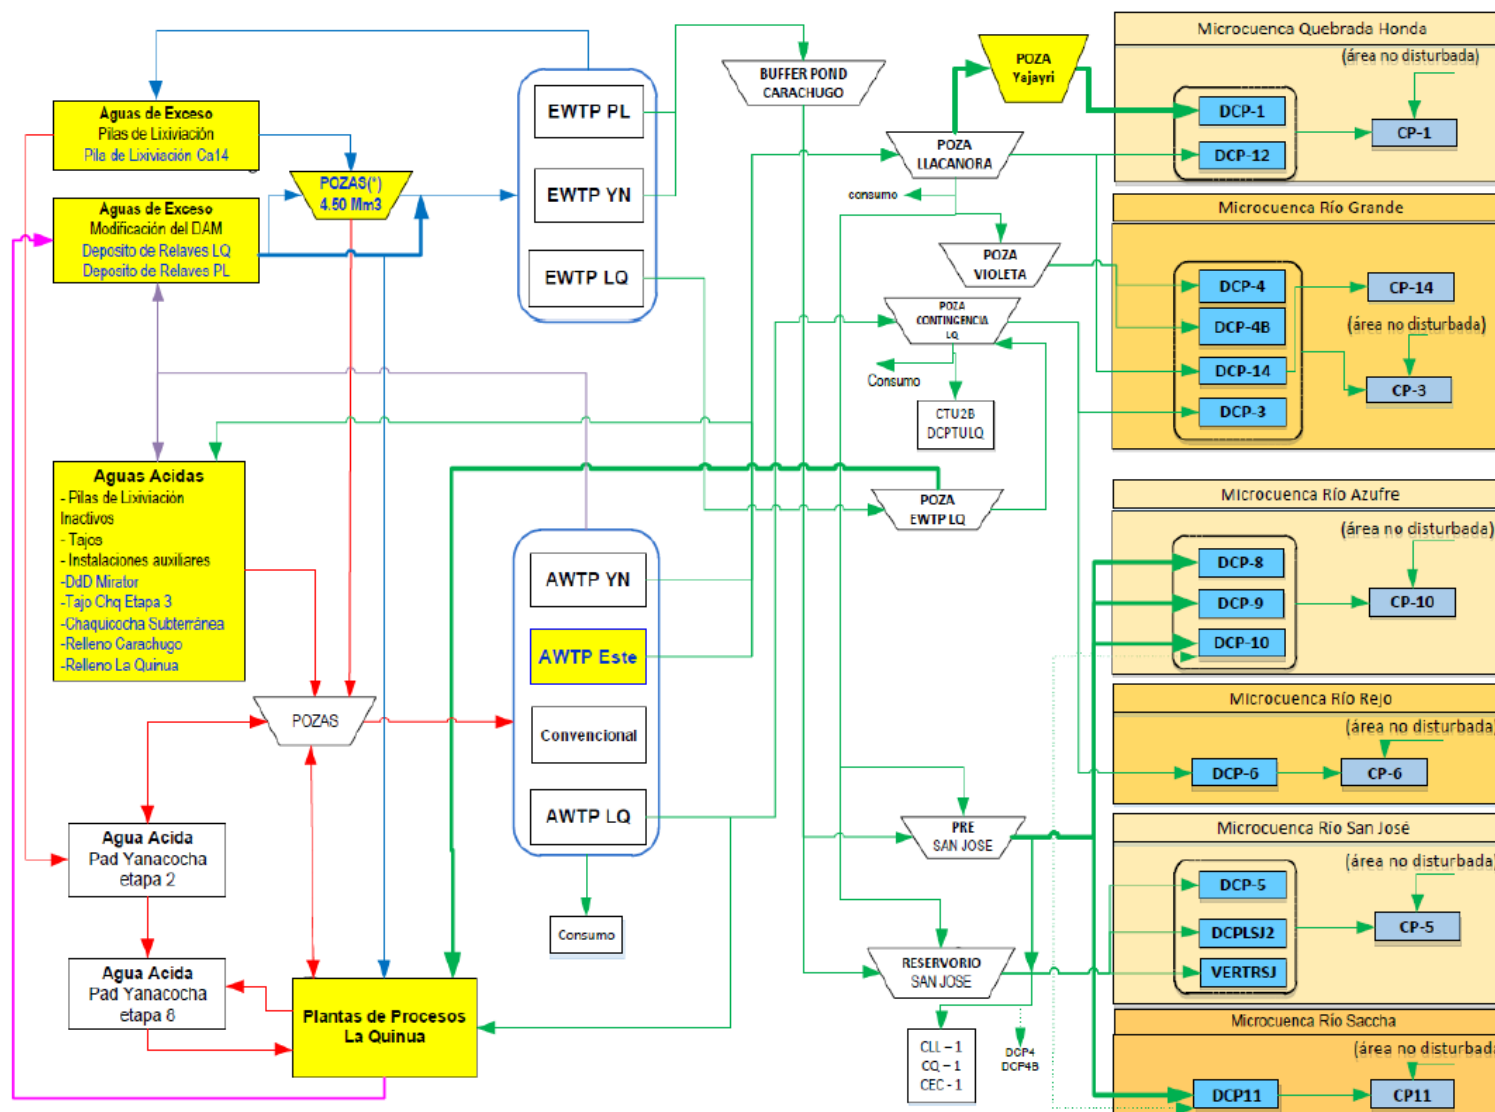 Aguas de Exceso
Pilas de Lixiviación
Pila de Lixiviación Ca14
Aguas de Exceso
Modificación del DAM
Deposito de Relaves LQ
Deposito de Relaves PL
POZAS(*)
4.50 Mm3
EWTP PL
EWTP YN
EWTP LQ
BUFFER POND
CARACHUGO
POZA
Yajayri
POZA
LLACANORA
consumo
POZA
VIOLETA
POZA
CONTINGENCIA
LQ
Consumo
CTU2B
DCPTULQ
POZA
EWTP LQ
Aguas Acidas
- Pilas de Lixiviación
Inactivos
- Tajos
- Instalaciones auxiliares
-DdD Mirator
-Tajo Chq Etapa 3
-Chaquicocha Subterránea
-Relleno Carachugo
-Relleno La Quinua
POZAS
AWTP YN
AWTP Este
Convencional
AWTP LQ
Consumo
Agua Acida
Pad Yanacocha
etapa 2
Agua Acida
Pad Yanacocha
etapa 8
Plantas de Procesos
La Quinua
PRE
SAN JOSE
RESERVORIO
SAN JOSE
CLL – 1
CQ – 1
CEC - 1
DCP4
DCP4B
Microcuenca Quebrada Honda
(área no disturbada)
DCP-1
DCP-12
CP-1
Microcuenca Río Grande
DCP-4
DCP-4B
DCP-14
DCP-3
CP-14
(área no disturbada)
CP-3
Microcuenca Río Azufre
(área no disturbada)
DCP-8
DCP-9
DCP-10
CP-10
Microcuenca Río Rejo
(área no disturbada)
DCP-6
CP-6
Microcuenca Río San José
(área no disturbada)
DCP-5
DCPLSJ2
VERTRSJ
CP-5
Microcuenca Río Saccha
(área no disturbada
DCP11
CP11